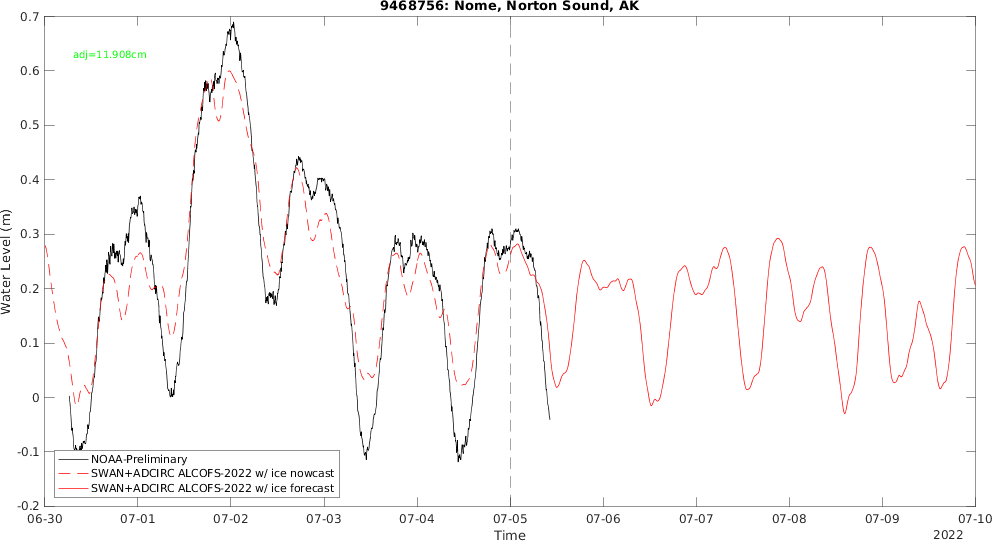 9468756: Nome, Norton Sound, AK
0.7
adj=11.908cm
0.6
0.5
0.4
0.3
0.2
0.1
0
-0.1
-0.2
Water Level (m)
NOAA-Preliminary
SWAN+ADCIRC ALCOFS-2022 w/ ice nowcast
SWAN+ADCIRC ALCOFS-2022 w/ ice forecast
06-30 07-01 07-02 07-03 07-04 07-05 07-06 07-07 07-08 07-09 07-10
Time
2022